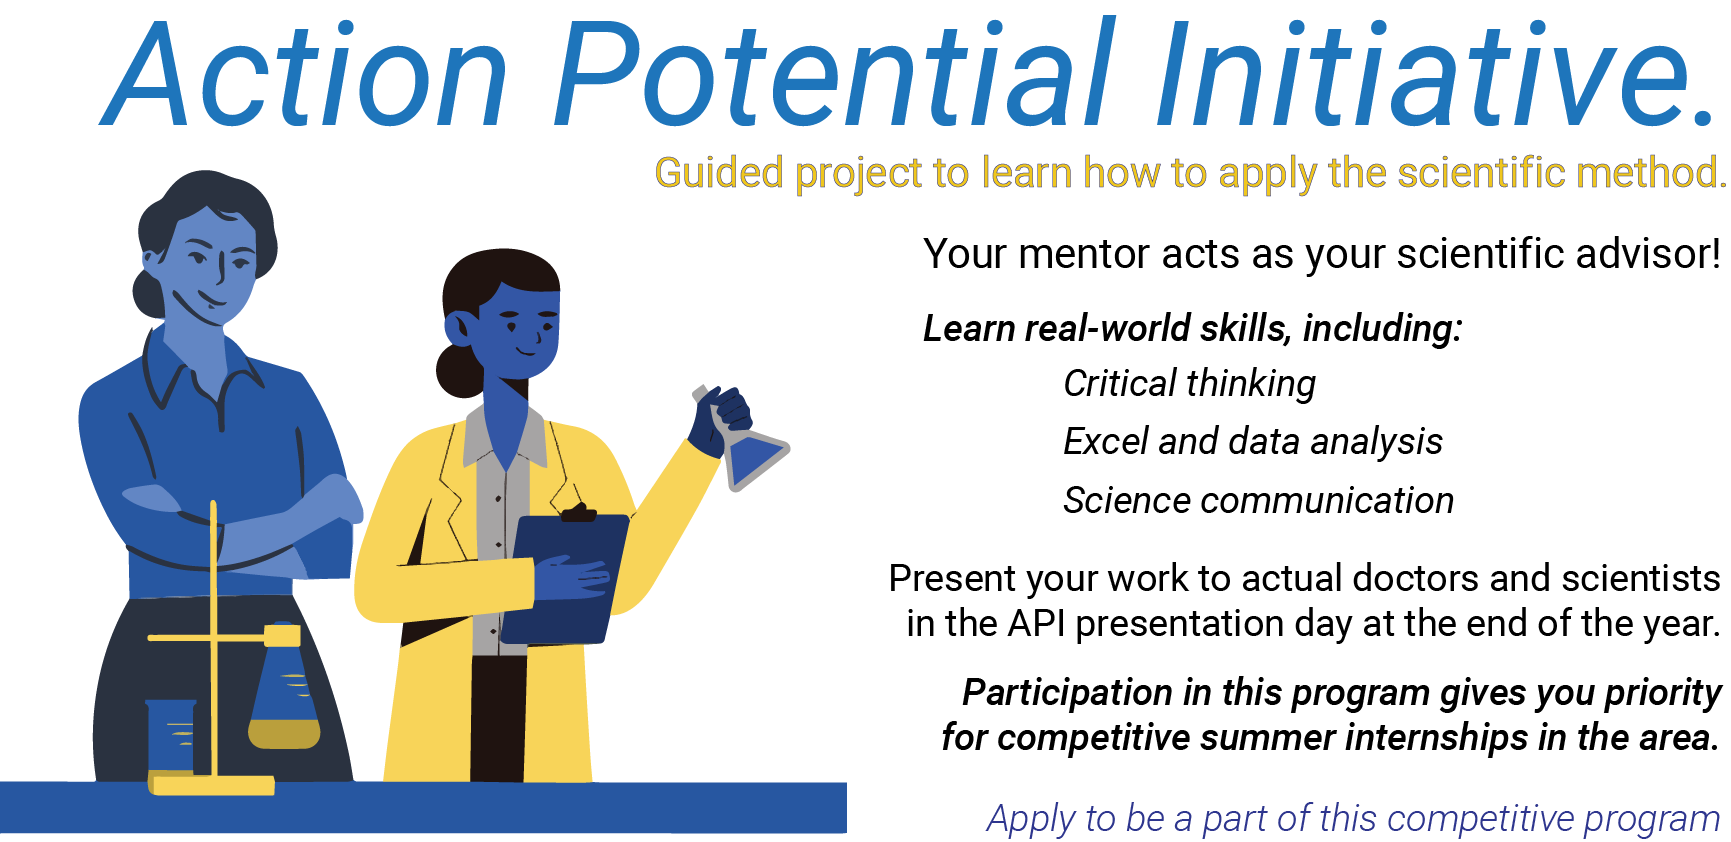 Action Potential Initiative.
Guided project to learn how to apply the scientific method.
Your mentor acts as your scientific advisor!
Learn real-world skills, including:
Critical thinking
Excel and data analysis
Science communication
Present your work to actual doctors and scientists
in the API presentation day at the end of the year.
Participation in this program gives you priority
for competitive summer internships in the area.
Apply to be a part of this competitive program